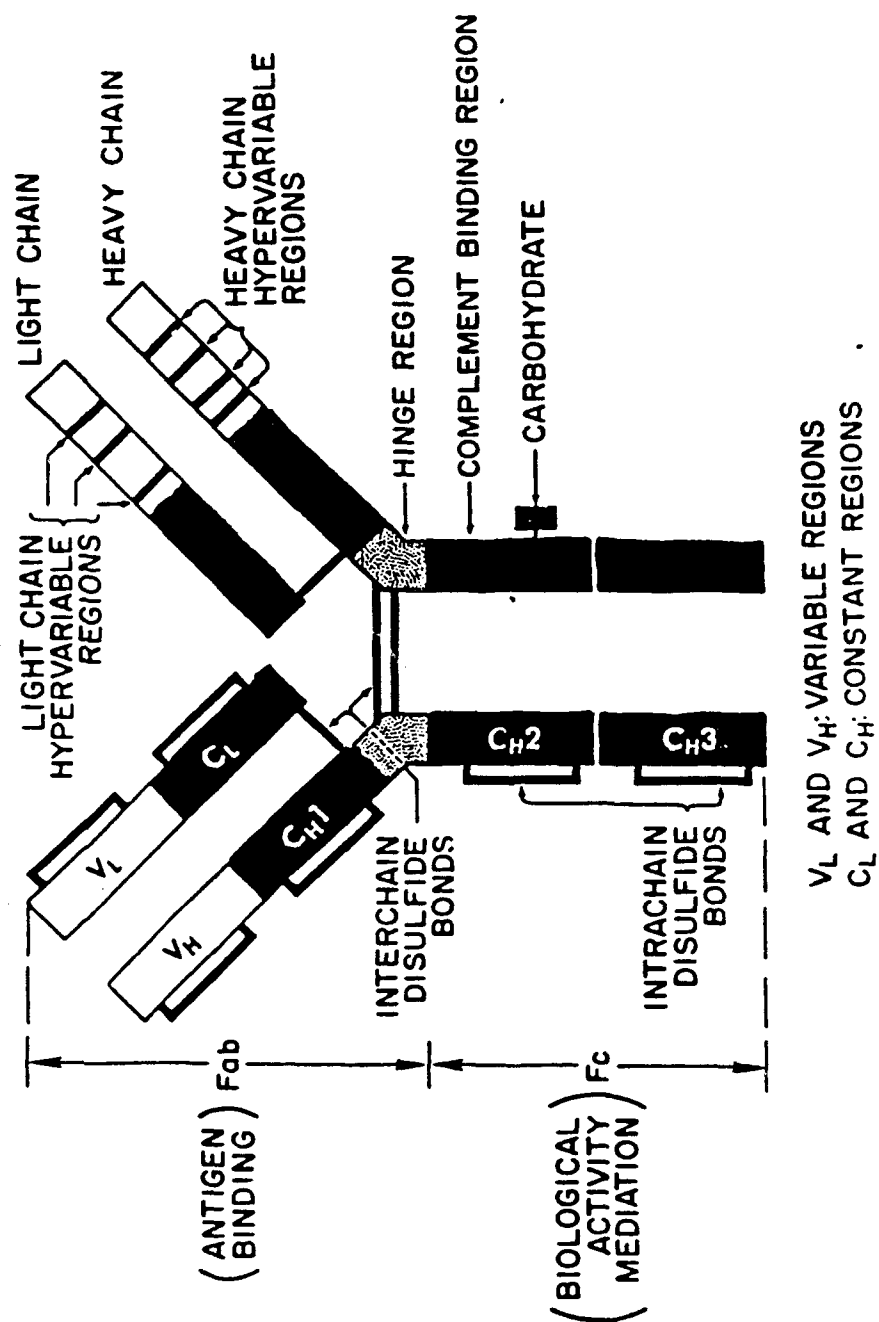 LIGHT CHAIN
HYPERVARIABLE
REGIONS
LIGHT CHAIN
HEAVY CHAIN
HEAVY CHAIN
HYPERVARIABLE
REGIONS
(ANTIGEN
BINDING)
Fab
VL
CL
VH
CH1
INTERCHAIN
DISULFIDE
BONDS
HINGE REGION
COMPLEMENT BINDING REGION
CARBOHYDRATE
(BIOLOGICAL
ACTIVITY
MEDIATION)
Fc
CH2
CH3
INTRACHAIN
DISULFIDE
BONDS
VL AND VH: VARIABLE REGIONS
CL AND CH: CONSTANT REGIONS